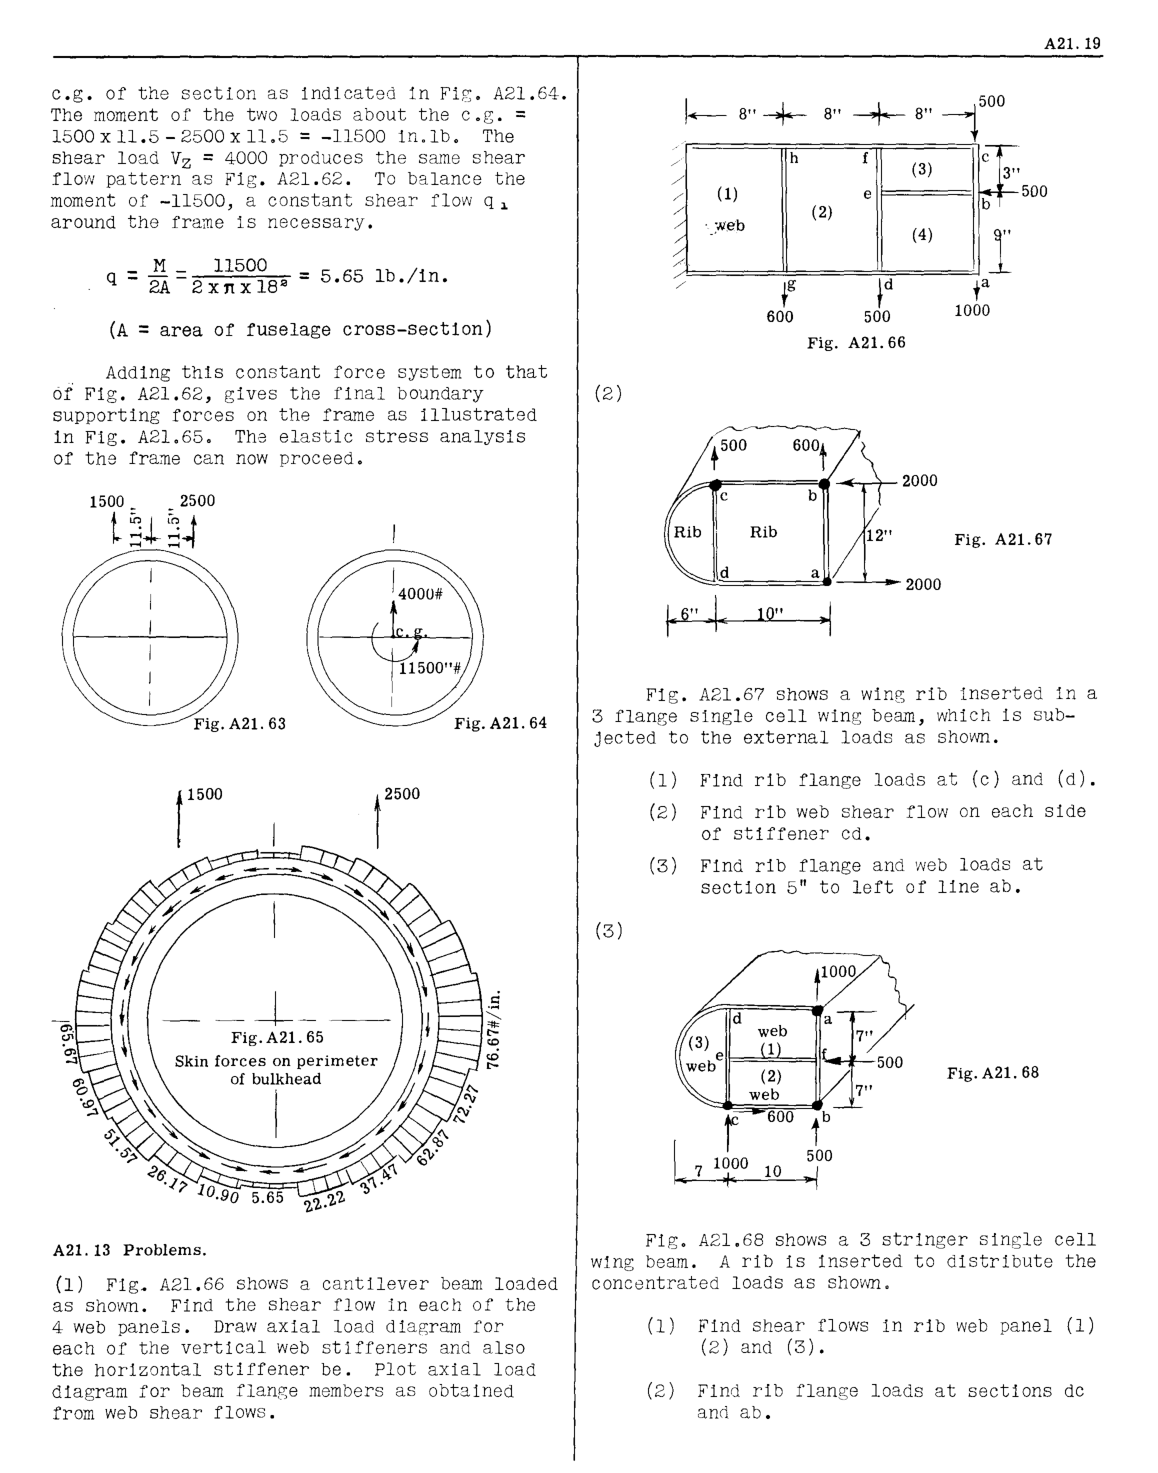 A21.19
c.g. of the section as indicated in Fig. A21.64.
The moment of the two loads about the c.g. =
1500 x 11.5 - 2500 x 11.5 = -11500 in.lb. The
shear load V_Z = 4000 produces the same shear
flow pattern as Fig. A21.62. To balance the
moment of -11500, a constant shear flow q₁
around the frame is necessary.
q = M/2A = 11500/(2 x π x 18²) = 5.65 lb./in.
(A = area of fuselage cross-section)
Adding this constant force system to that
of Fig. A21.62, gives the final boundary
supporting forces on the frame as illustrated
in Fig. A21.65. The elastic stress analysis
of the frame can now proceed.
1500 2500
11.5" 11.5"
Fig. A21.63
4000#
c.g.
11500"#
Fig. A21.64
1500 2500
Fig. A21.65
Skin forces on perimeter
of bulkhead
65.67
60.97
51.57
26.17
10.90
5.65
22.22
37.47
62.87
72.27
76.67#/in.
A21.13 Problems.
(1) Fig. A21.66 shows a cantilever beam loaded
as shown. Find the shear flow in each of the
4 web panels. Draw axial load diagram for
each of the vertical web stiffeners and also
the horizontal stiffener be. Plot axial load
diagram for beam flange members as obtained
from web shear flows.
8" 8" 8" 500
h f c
(3) 3"
(1) e 500
(2) b
web (4) 9"
g d a
600 500 1000
Fig. A21.66
(2)
500 600
c b 2000
Rib Rib 12"
d a 2000
6" 10"
Fig. A21.67
Fig. A21.67 shows a wing rib inserted in a
3 flange single cell wing beam, which is sub-
jected to the external loads as shown.
(1) Find rib flange loads at (c) and (d).
(2) Find rib web shear flow on each side
of stiffener cd.
(3) Find rib flange and web loads at
section 5" to left of line ab.
(3)
1000
d a
web 7"
(3) (1)
web e f 500
(2) 7"
web
c 600 b
1000 500
7 10
Fig. A21.68
Fig. A21.68 shows a 3 stringer single cell
wing beam. A rib is inserted to distribute the
concentrated loads as shown.
(1) Find shear flows in rib web panel (1)
(2) and (3).
(2) Find rib flange loads at sections dc
and ab.